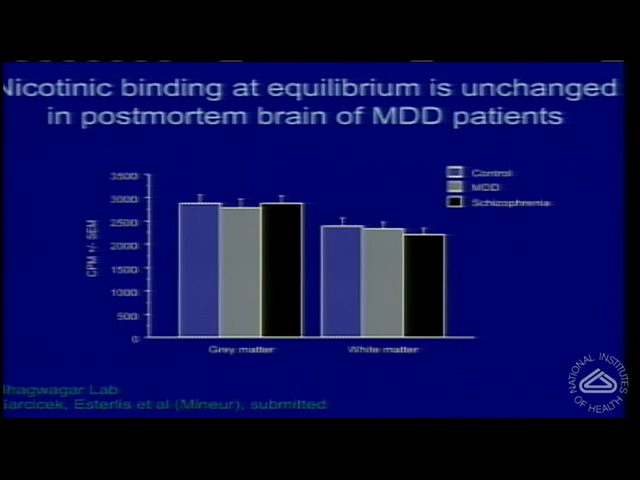 Nicotinic binding at equilibrium is unchanged
in postmortem brain of MDD patients
Control
MDD
Schizophrenia
3500
3000
2500
2000
1500
1000
500
0
CPM +/- SEM
Grey matter
White matter
Bhagwagar Lab
Sarcicek, Esterlis et al (Mineur), submitted
NATIONAL INSTITUTES
OF HEALTH